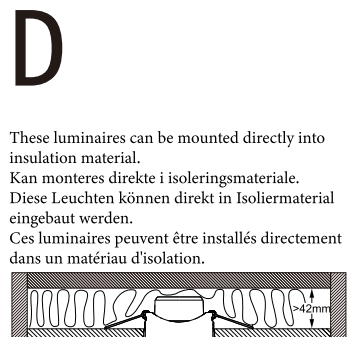 D
These luminaires can be mounted directly into
insulation material.
Kan monteres direkte i isoleringsmateriale.
Diese Leuchten können direkt in Isoliermaterial
eingebaut werden.
Ces luminaires peuvent être installés directement
dans un matériau d'isolation.
>42mm